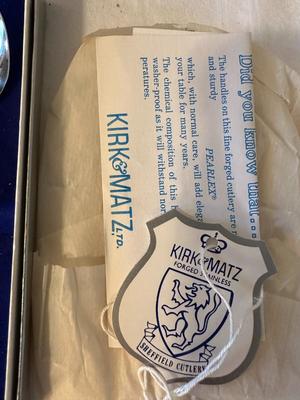 Did you know that....
The handles on this fine forged cutlery are
and sturdy
PEARLEX®
which, with normal care, will add
your table for many years.
The chemical composition of this
washer-proof as it will withstand
peratures.
KIRK & MATZ LTD.
KIRK & MATZ
FORGED STAINLESS
SHEFFIELD CUTLERY